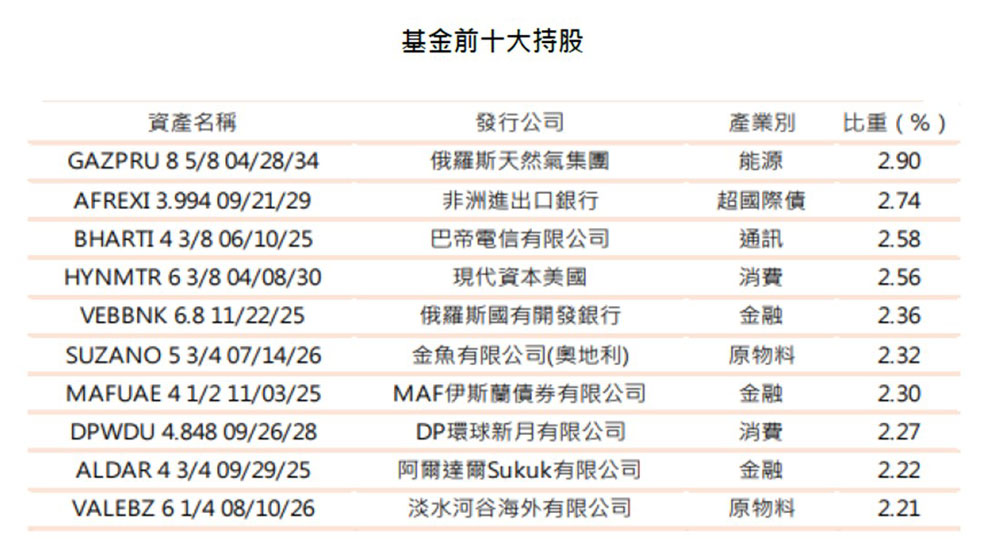 基金前十大持股
資產名稱 發行公司 產業別 比重(%)
GAZPRU 8 5/8 04/28/34 俄羅斯天然氣集團 能源 2.90
AFREXI 3.994 09/21/29 非洲進出口銀行 超國際債 2.74
BHARTI 4 3/8 06/10/25 巴帝電信有限公司 通訊 2.58
HYNMTR 6 3/8 04/08/30 現代資本美國 消費 2.56
VEBBNK 6.8 11/22/25 俄羅斯國有開發銀行 金融 2.36
SUZANO 5 3/4 07/14/26 金魚有限公司(奧地利) 原物料 2.32
MAFUAE 4 1/2 11/03/25 MAF伊斯蘭債券有限公司 金融 2.30
DPWDU 4.848 09/26/28 DP環球新月有限公司 消費 2.27
ALDAR 4 3/4 09/29/25 阿爾達爾Sukuk有限公司 金融 2.22
VALEBZ 6 1/4 08/10/26 淡水河谷海外有限公司 原物料 2.21